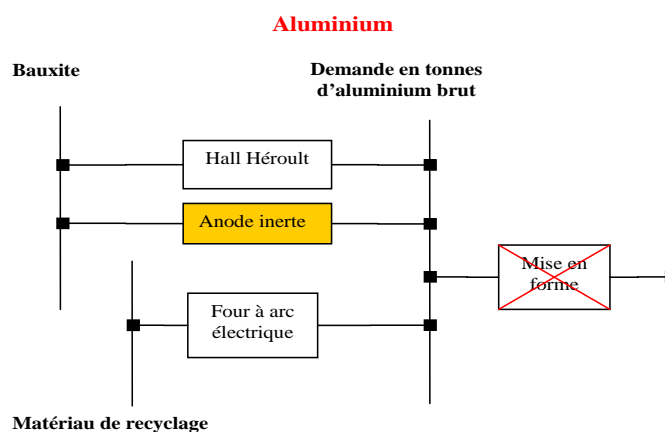 Aluminium
Bauxite
Demande en tonnes
d'aluminium brut
Hall Héroult
Anode inerte
Mise en
forme
Four à arc
électrique
Matériau de recyclage